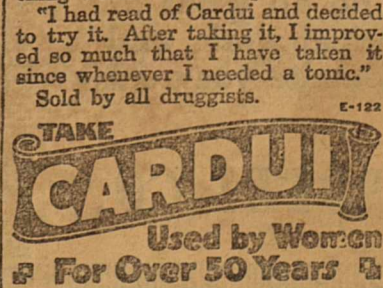 "I had read of Cardui and decided
to try it. After taking it, I improv-
ed so much that I have taken it
since whenever I needed a tonic."
Sold by all druggists.
E-122
TAKE
CARDUI
Used by Women
For Over 50 Years